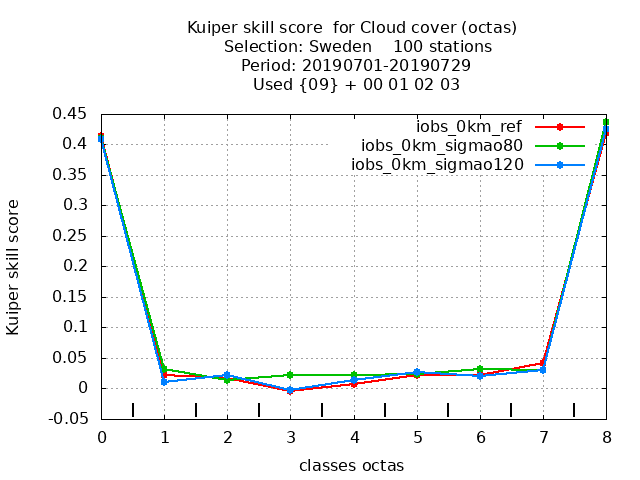 Kuiper skill score  for Cloud cover (octas)
Selection: Sweden    100 stations
Period: 20190701-20190729
Used {09} + 00 01 02 03
iobs_0km_ref
iobs_0km_sigmao80
iobs_0km_sigmao120
Kuiper skill score
0.45
0.4
0.35
0.3
0.25
0.2
0.15
0.1
0.05
0
-0.05
0 1 2 3 4 5 6 7 8
classes octas